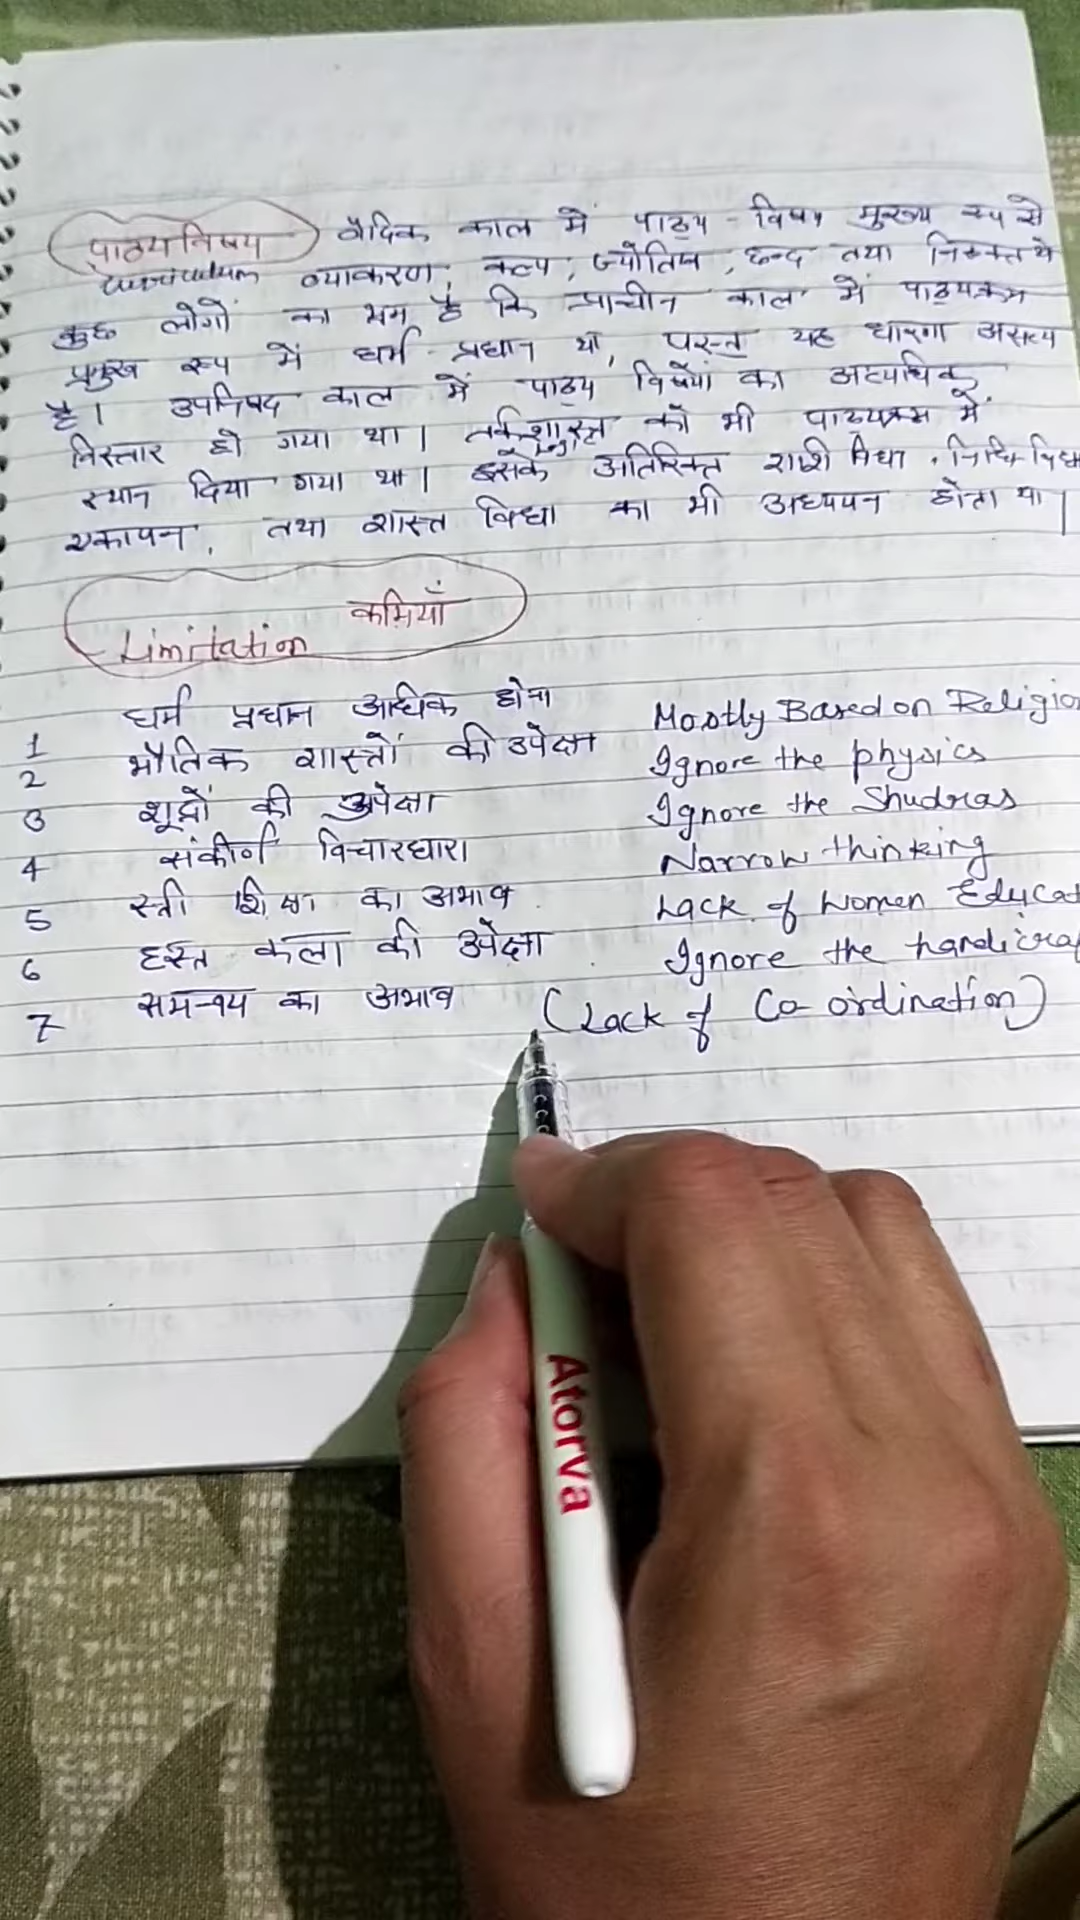 पाठ्यविषय वैदिक काल में पाठ्य - विषय मुख्य रूप से
Curriculum व्याकरण, कल्प, ज्योतिष, छन्द तथा निरुक्त थे
कुछ लोगों का भ्रम है कि प्राचीन काल में पाठ्यक्रम
प्रमुख रूप में धर्म प्रधान था, परन्तु यह धारणा असत्य
है। उपनिषद काल में पाठ्य विषयों का अत्यधिक
विस्तार हो गया था। तर्कशास्त्र को भी पाठ्यक्रम में
स्थान दिया गया था। इसके अतिरिक्त राशि विधा, निधि विधा
एकापन, तथा शास्त विधा का भी अध्ययन होता था।
कमियाँ
Limitation
1 धर्म प्रधान अधिक होना Mostly Based on Religio
2 भौतिक शास्त्रों की उपेक्षा Ignore the physics
3 शूद्रों की उपेक्षा Ignore the Shudras
4 संकीर्ण विचारधारा Narrow thinking
5 स्त्री शिक्षा का अभाव Lack of Women Educat
6 हस्त कला की उपेक्षा Ignore the handicraf
7 समन्वय का अभाव (Lack of Co ordination)
Atorva